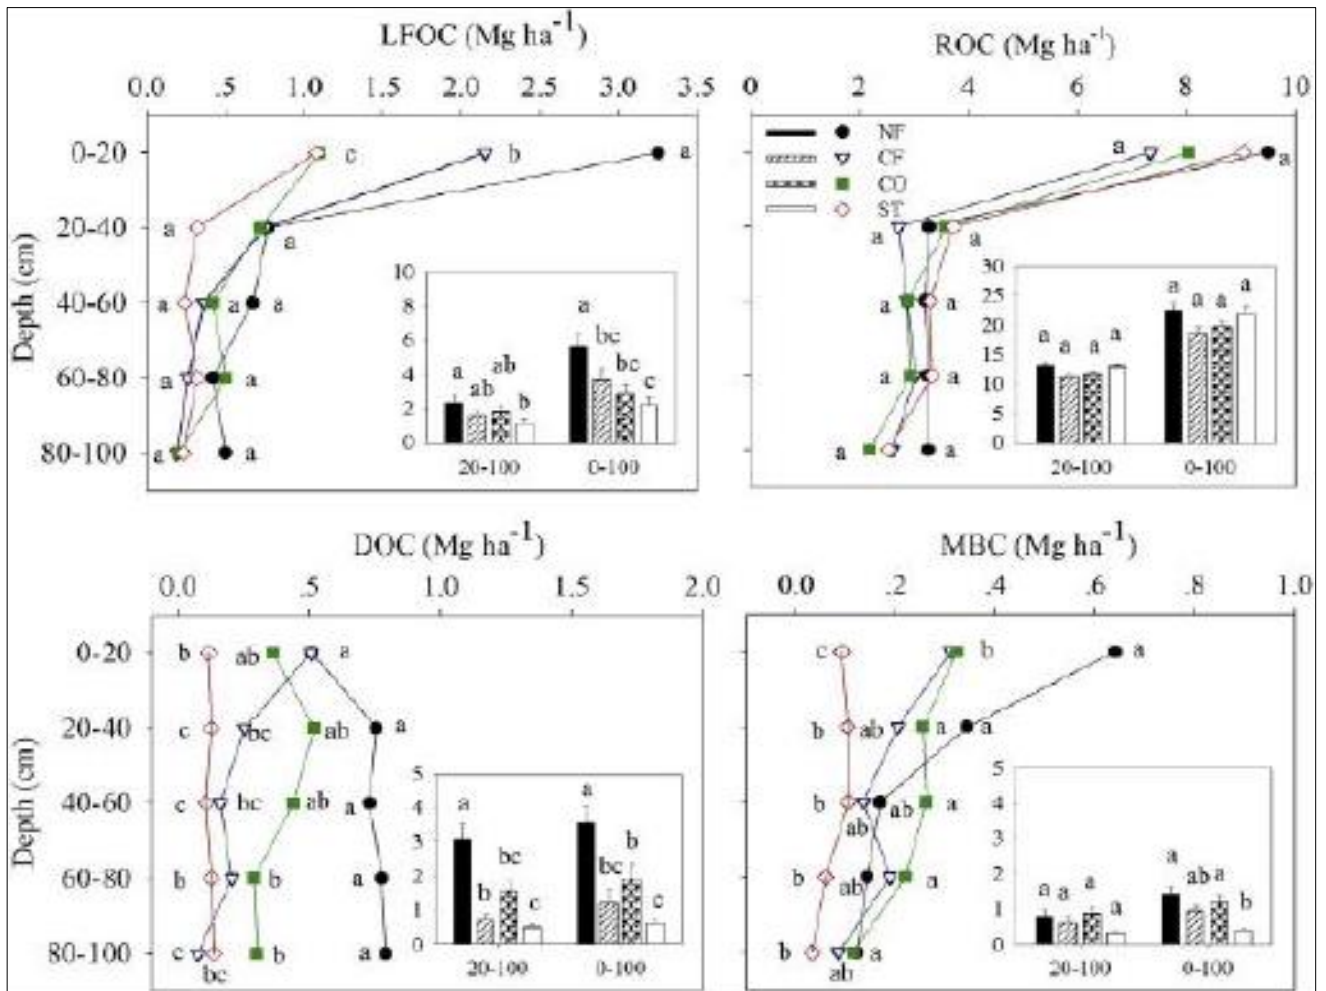 LFOC (Mg ha-1)
0.0 .5 1.0 1.5 2.0 2.5 3.0 3.5
Depth (cm)
0-20 c b a
20-40 a a
40-60 a a a
60-80 a a
80-100 a a
10
8
6
4
2
0
a ab ab b
a bc bc c
20-100 0-100
ROC (Mg ha-1)
0 2 4 6 8 10
NF
CF
CO
ST
a a
a a
a a
a a
a a
30
25
20
15
10
5
0
a a a a
a a a a
20-100 0-100
DOC (Mg ha-1)
0.0 .5 1.0 1.5 2.0
Depth (cm)
0-20 b ab a
20-40 c bc ab a
40-60 c bc ab a
60-80 b b a
80-100 c bc b a
5
4
3
2
1
0
a b bc c
a bc b c
20-100 0-100
MBC (Mg ha-1)
0.0 .2 .4 .6 .8 1.0
c b a
b ab a a
b ab ab a
b ab a
b ab a
5
4
3
2
1
0
a a a a
a ab a b
20-100 0-100